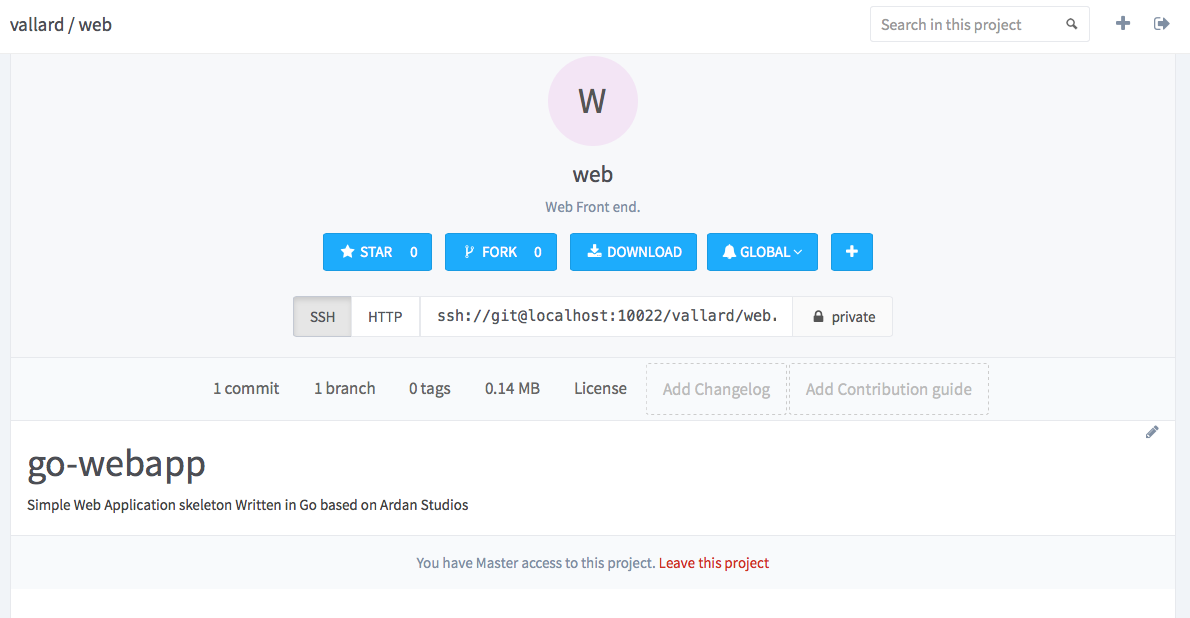 vallard / web
Search in this project
W
web
Web Front end.
STAR 0 FORK 0 DOWNLOAD GLOBAL
SSH HTTP ssh://git@localhost:10022/vallard/web. private
1 commit 1 branch 0 tags 0.14 MB License Add Changelog Add Contribution guide
go-webapp
Simple Web Application skeleton Written in Go based on Ardan Studios
You have Master access to this project. Leave this project